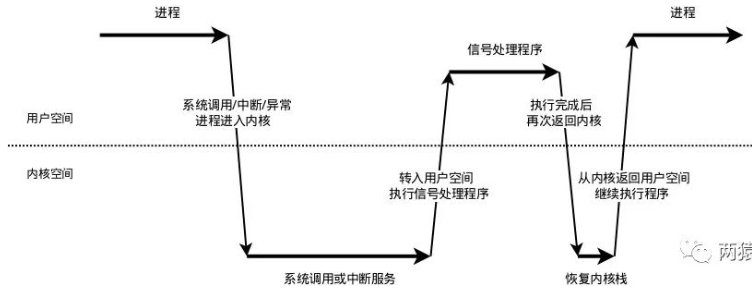 进程
进程
信号处理程序
系统调用/中断/异常
进程进入内核
执行完成后
再次返回内核
用户空间
内核空间
转入用户空间
执行信号处理程序
从内核返回用户空间
继续执行程序
系统调用或中断服务
恢复内核栈
两猿